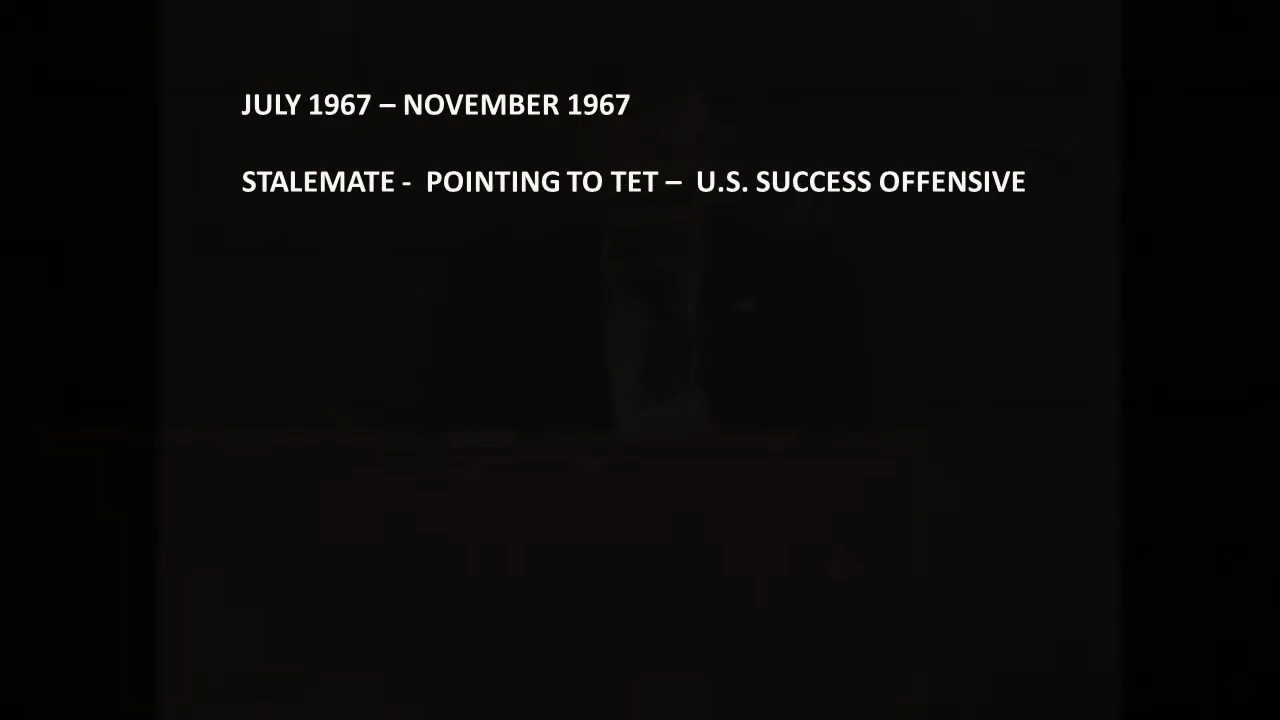 JULY 1967 – NOVEMBER 1967
STALEMATE - POINTING TO TET – U.S. SUCCESS OFFENSIVE